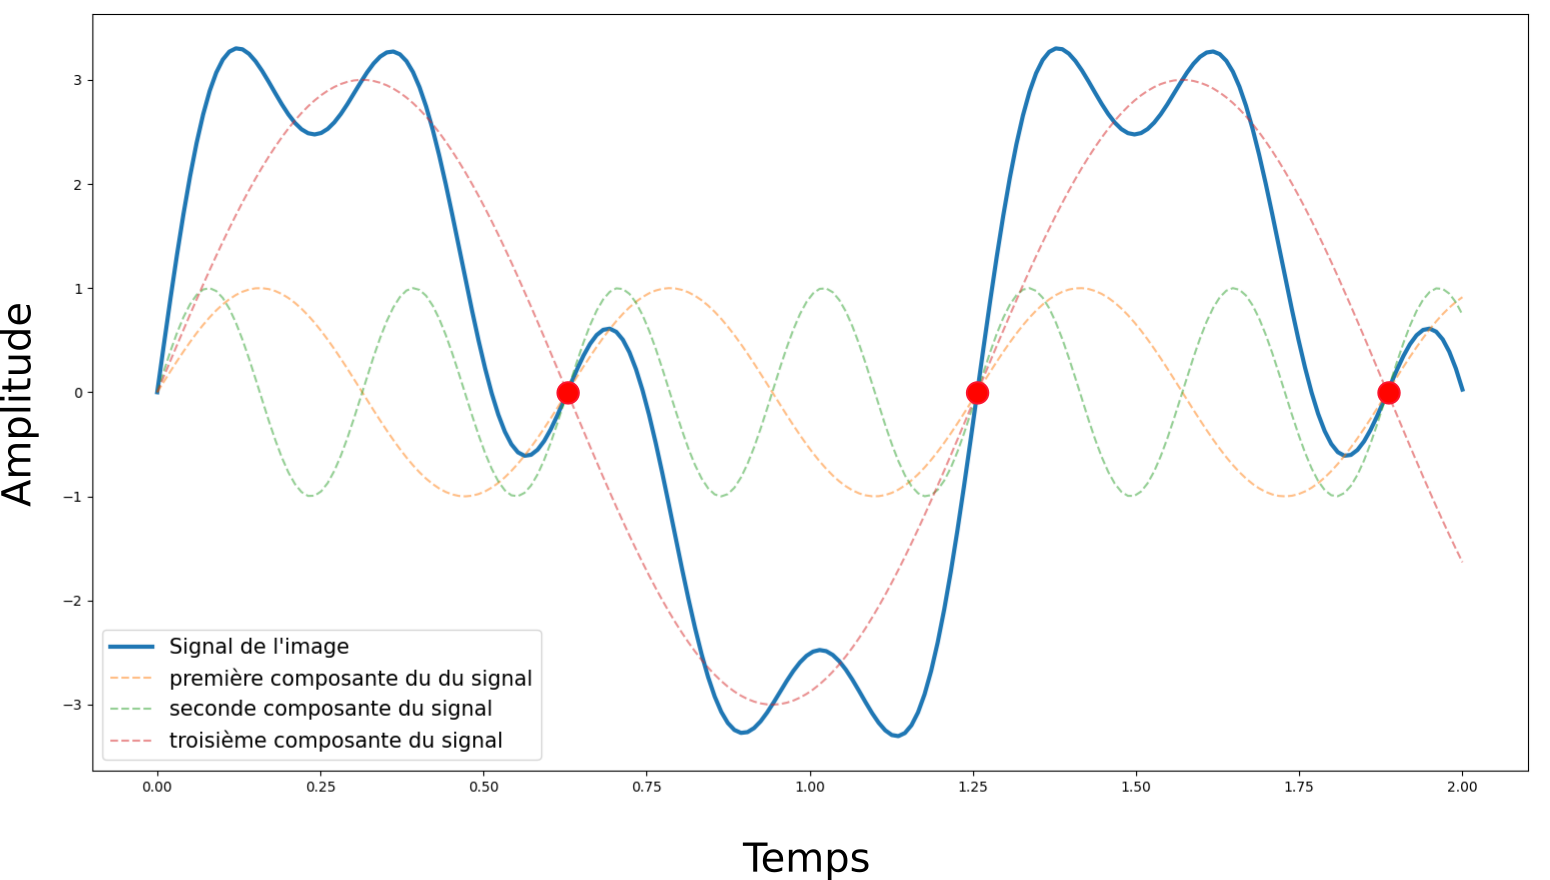 Amplitude
3
2
1
0
−1
−2
−3
Signal de l'image
première composante du du signal
seconde composante du signal
troisième composante du signal
0.00 0.25 0.50 0.75 1.00 1.25 1.50 1.75 2.00
Temps